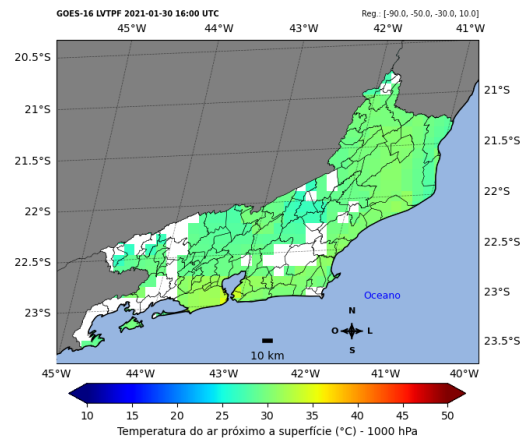 GOES-16 LVTPF 2021-01-30 16:00 UTC
Reg.: [-90.0, -50.0, -30.0, 10.0]
45°W 44°W 43°W 42°W 41°W
20.5°S
21°S 21°S
21.5°S 21.5°S
22°S 22°S
22.5°S 22.5°S
23°S 23°S
Oceano
N
O L
S
23.5°S
10 km
45°W 44°W 43°W 42°W 41°W 40°W
10 15 20 25 30 35 40 45 50
Temperatura do ar próximo a superfície (°C) - 1000 hPa